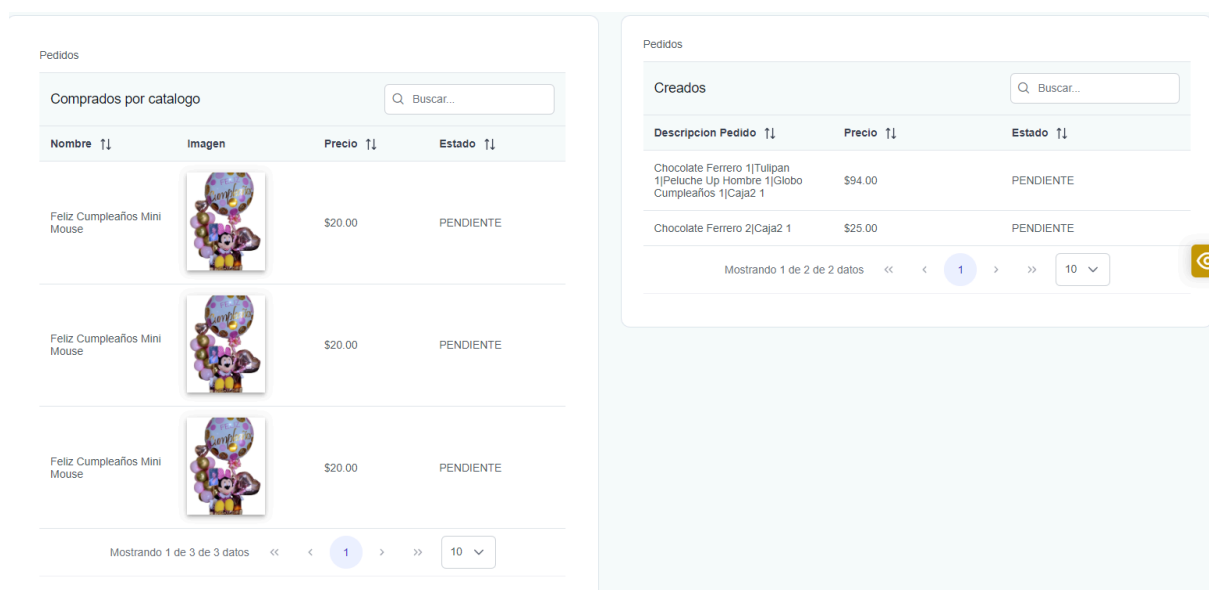 Pedidos
Comprados por catalogo
Buscar...
Nombre
Imagen
Precio
Estado
Feliz Cumpleaños Mini
Mouse
$20.00
PENDIENTE
Feliz Cumpleaños Mini
Mouse
$20.00
PENDIENTE
Feliz Cumpleaños Mini
Mouse
$20.00
PENDIENTE
Mostrando 1 de 3 de 3 datos
<<
<
1
>
>>
10
Pedidos
Creados
Buscar...
Descripcion Pedido
Precio
Estado
Chocolate Ferrero 1|Tulipan
1|Peluche Up Hombre 1|Globo
Cumpleaños 1|Caja2 1
$94.00
PENDIENTE
Chocolate Ferrero 2|Caja2 1
$25.00
PENDIENTE
Mostrando 1 de 2 de 2 datos
<<
<
1
>
>>
10